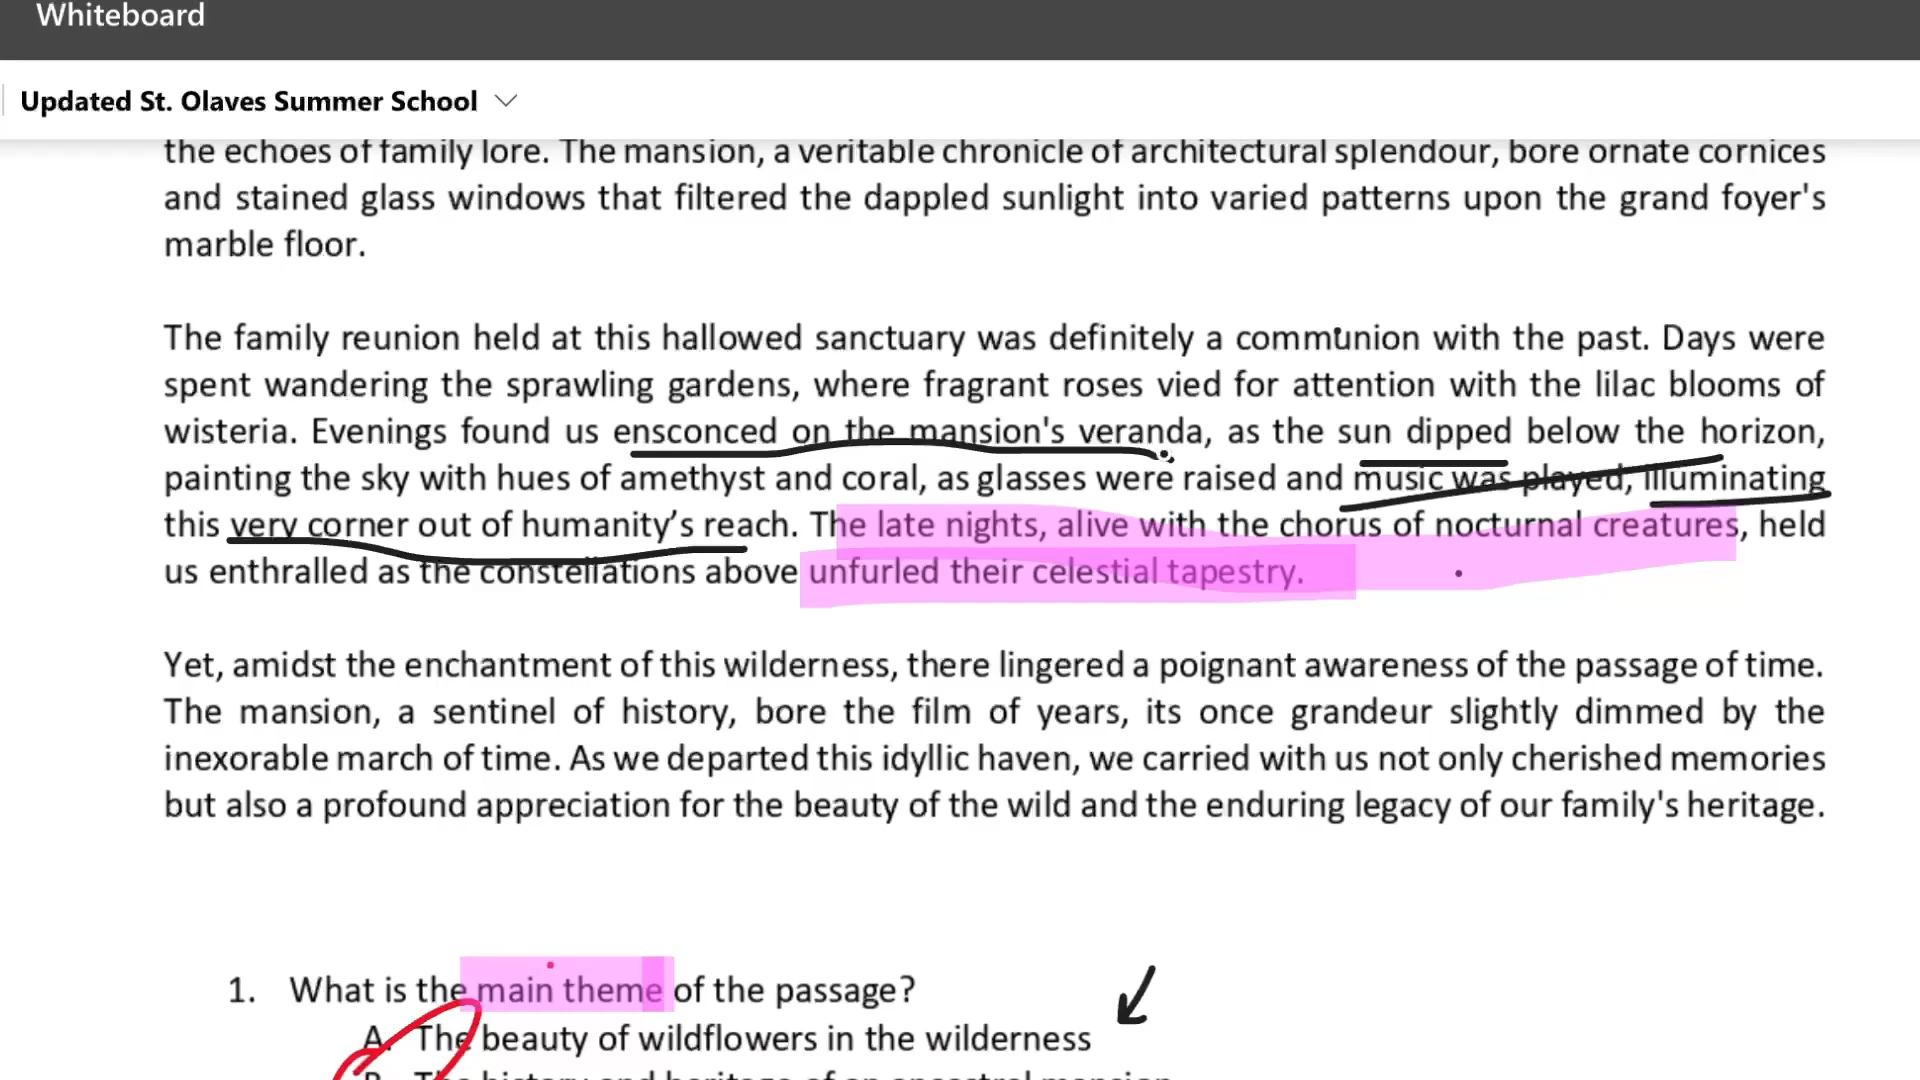 Whiteboard
Updated St. Olaves Summer School
the echoes of family lore. The mansion, a veritable chronicle of architectural splendour, bore ornate cornices
and stained glass windows that filtered the dappled sunlight into varied patterns upon the grand foyer's
marble floor.
The family reunion held at this hallowed sanctuary was definitely a communion with the past. Days were
spent wandering the sprawling gardens, where fragrant roses vied for attention with the lilac blooms of
wisteria. Evenings found us ensconced on the mansion's veranda, as the sun dipped below the horizon,
painting the sky with hues of amethyst and coral, as glasses were raised and music was played, illuminating
this very corner out of humanity’s reach. The late nights, alive with the chorus of nocturnal creatures, held
us enthralled as the constellations above unfurled their celestial tapestry.
Yet, amidst the enchantment of this wilderness, there lingered a poignant awareness of the passage of time.
The mansion, a sentinel of history, bore the film of years, its once grandeur slightly dimmed by the
inexorable march of time. As we departed this idyllic haven, we carried with us not only cherished memories
but also a profound appreciation for the beauty of the wild and the enduring legacy of our family's heritage.
1. What is the main theme of the passage?
A. The beauty of wildflowers in the wilderness
B. The history and heritage of an ancestral mansion